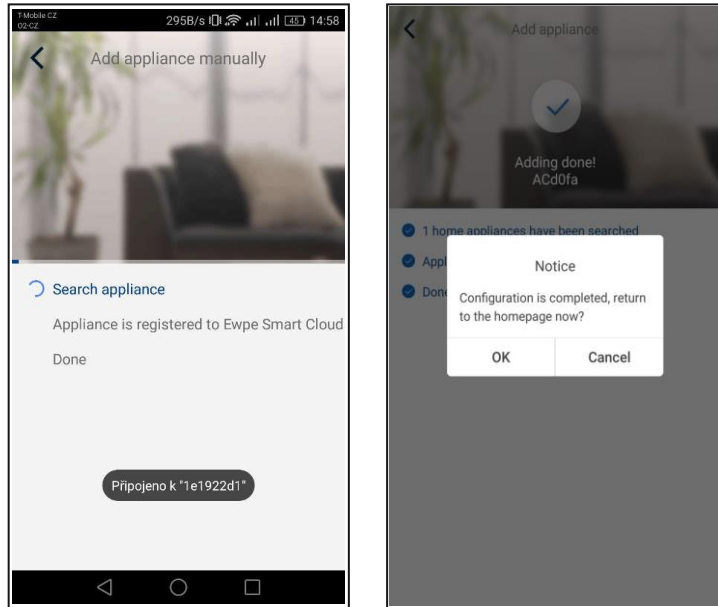 T-Mobile CZ
O2-CZ
295B/s 45 14:58
Add appliance manually
Search appliance
Appliance is registered to Ewpe Smart Cloud
Done
Připojeno k "1e1922d1"
Add appliance
Adding done!
ACd0fa
1 home appliances have been searched
Appl
Done
Notice
Configuration is completed, return
to the homepage now?
OK Cancel